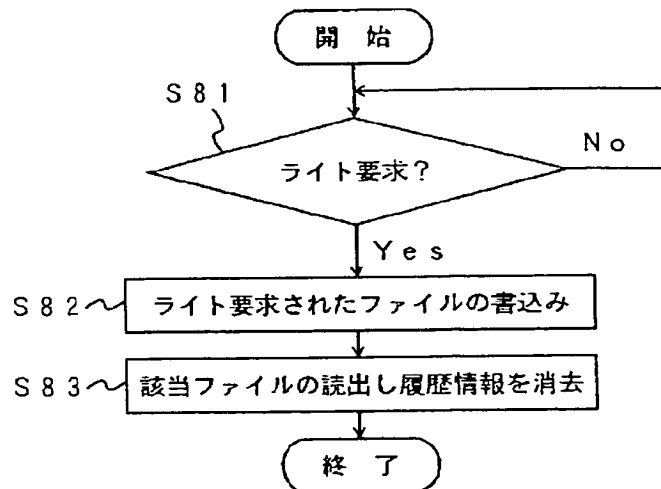 開始
S81
ライト要求？
No
Yes
S82 ライト要求されたファイルの書込み
S83 該当ファイルの読出し履歴情報を消去
終了